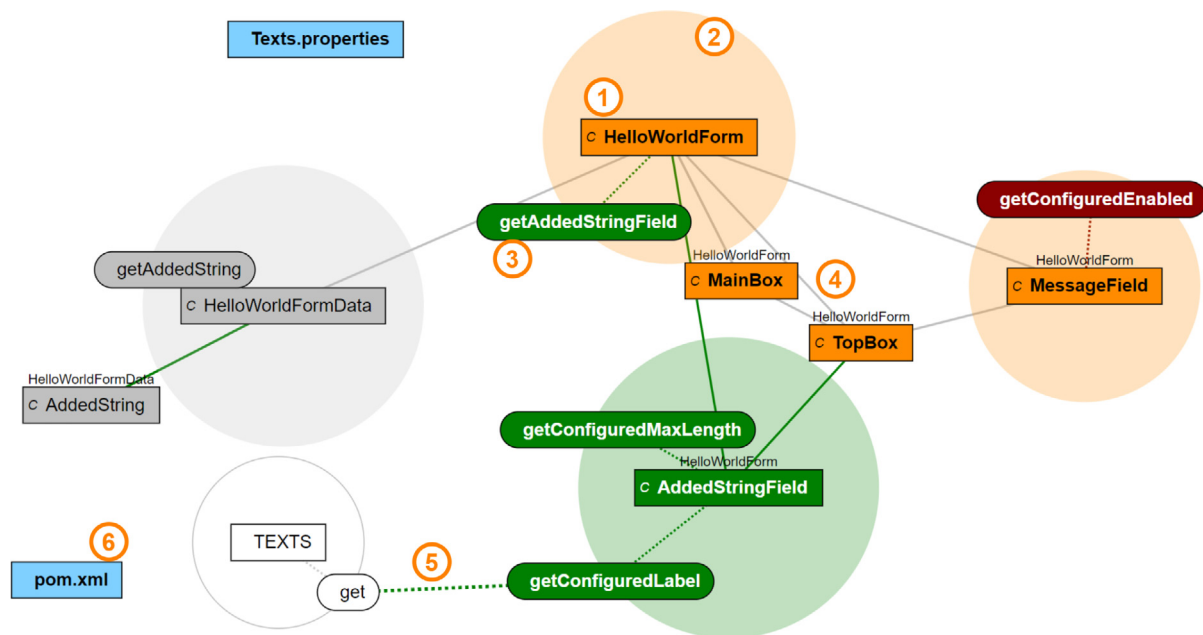 Texts.properties
2
1
C HelloWorldForm
getAddedStringField
3
getConfiguredEnabled
getAddedString
C HelloWorldFormData
HelloWorldForm
C MainBox
4
HelloWorldForm
C MessageField
HelloWorldForm
C TopBox
HelloWorldFormData
C AddedString
getConfiguredMaxLength
HelloWorldForm
C AddedStringField
TEXTS
get
5
getConfiguredLabel
6
pom.xml